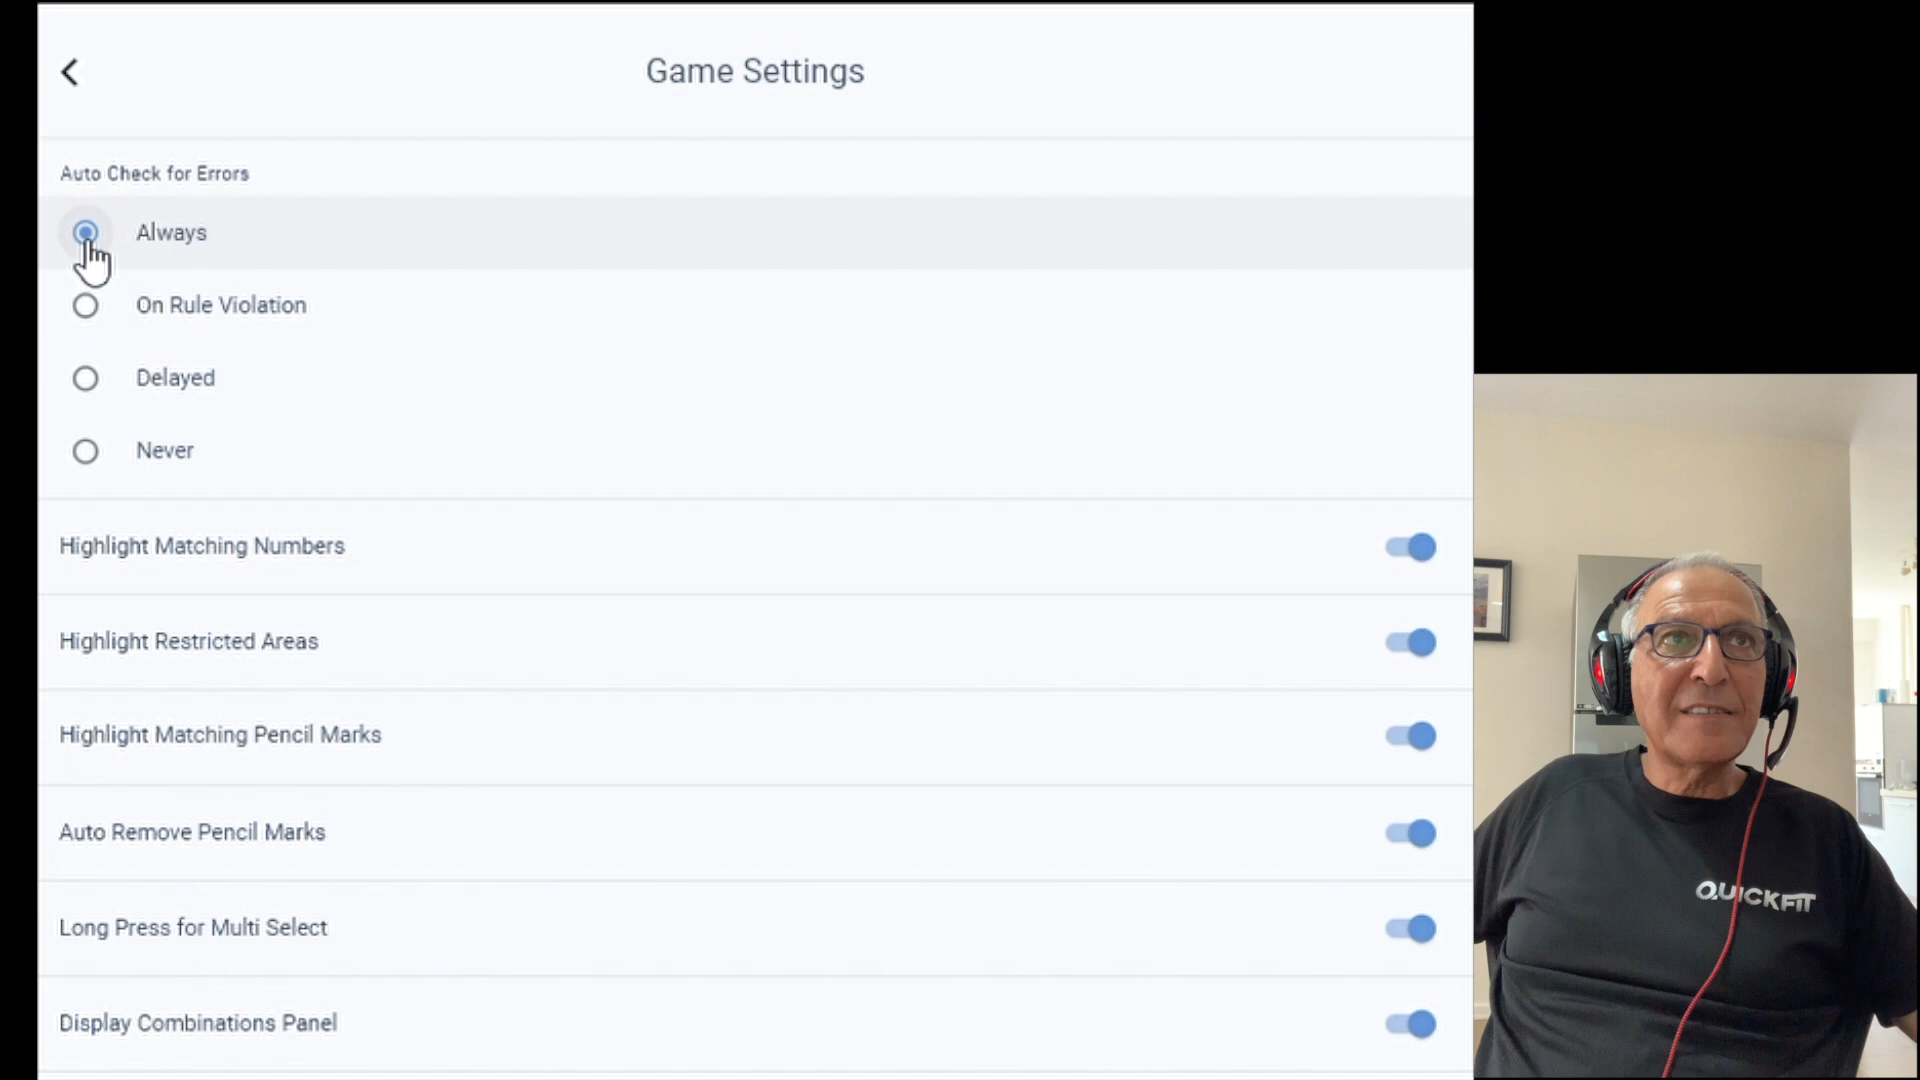 Game Settings
Auto Check for Errors
Always
On Rule Violation
Delayed
Never
Highlight Matching Numbers
Highlight Restricted Areas
Highlight Matching Pencil Marks
Auto Remove Pencil Marks
Long Press for Multi Select
Display Combinations Panel
QUICKFIT